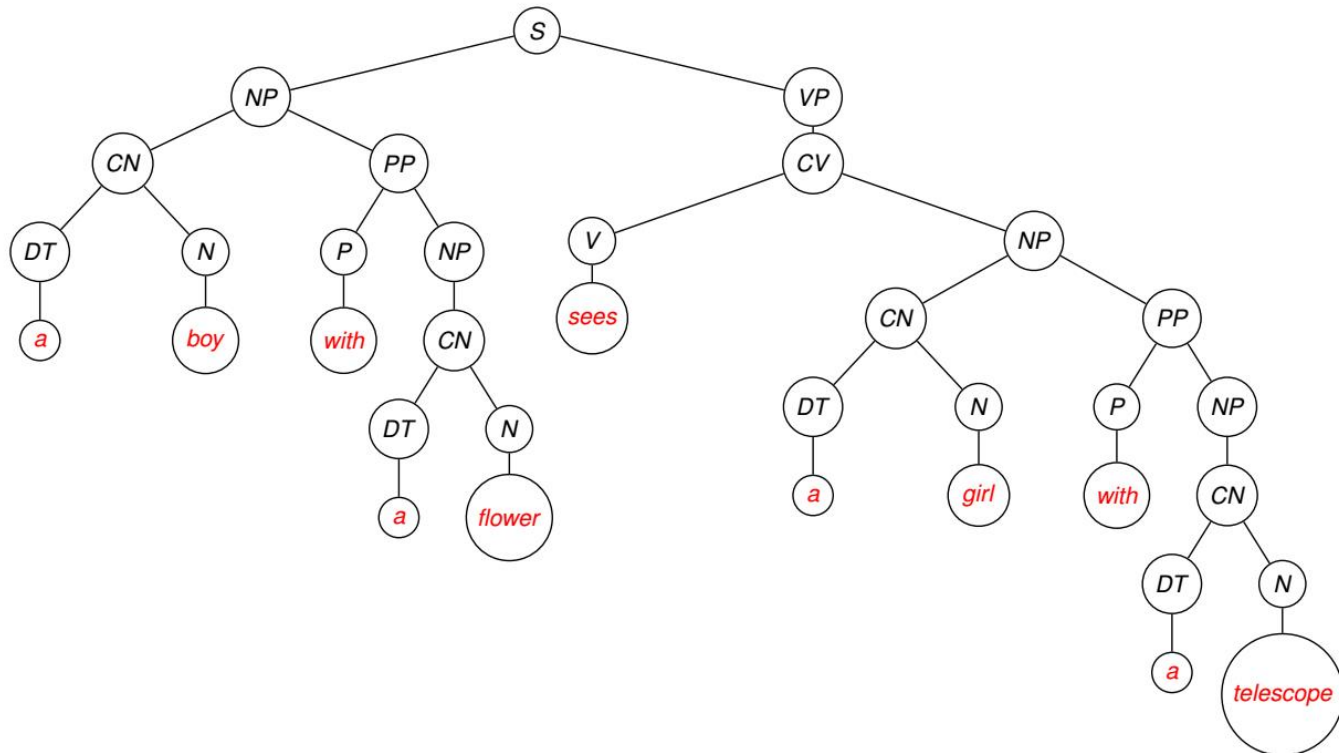 S
NP VP
CN PP CV
DT N P NP V NP
a boy with CN sees CN PP
DT N DT N P NP
a flower a girl with CN
DT N
a telescope